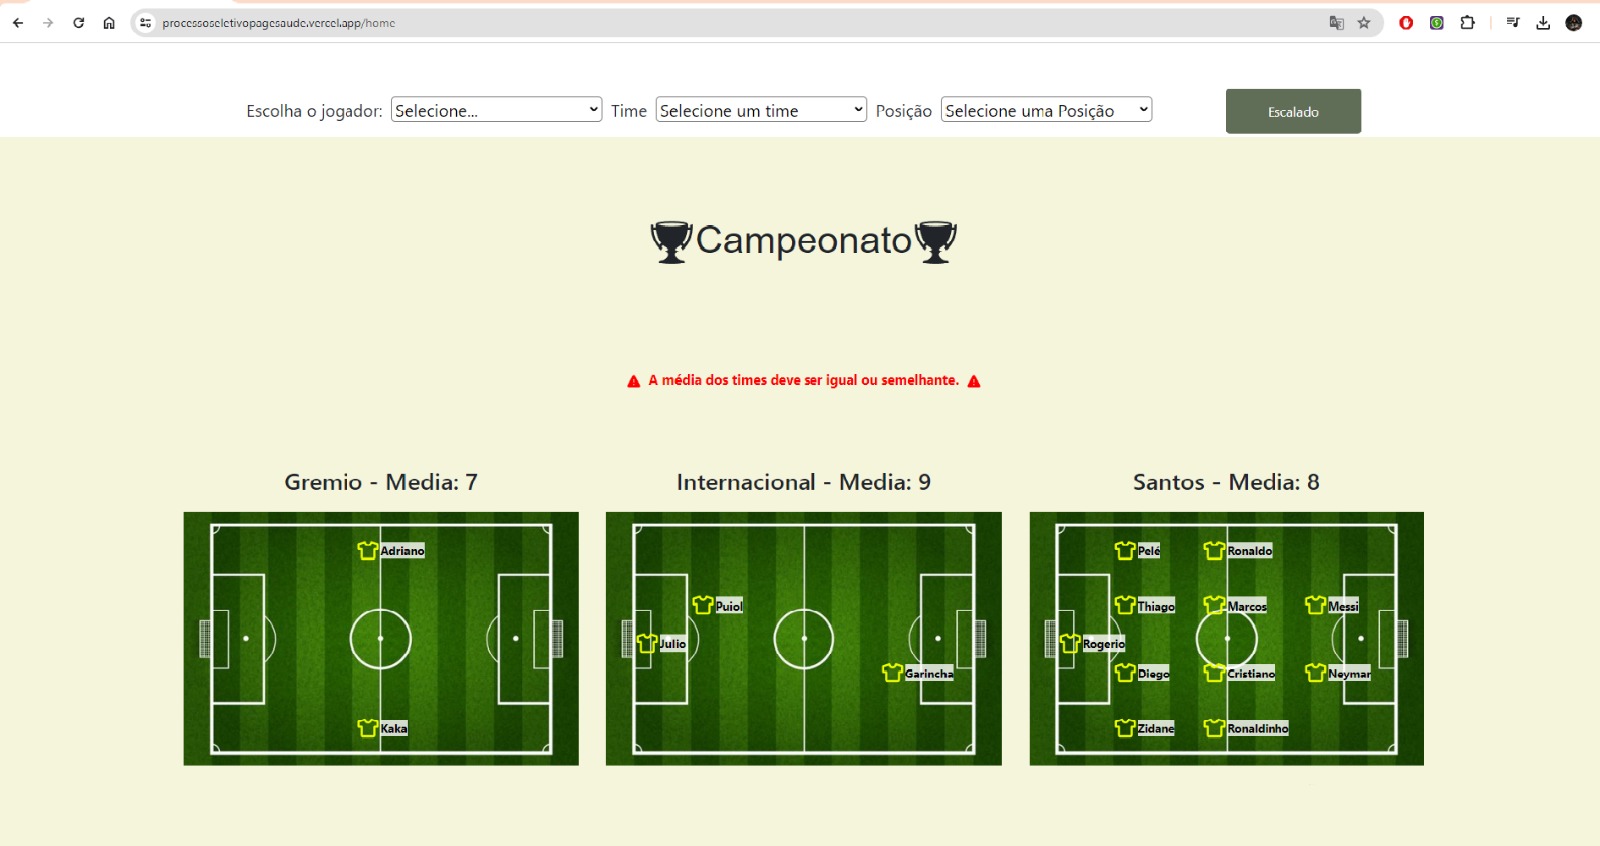 processoseletivopagesaude.vercel.app/home
Escolha o jogador: Selecione... Time Selecione um time Posição Selecione uma Posição Escalado
Campeonato
A média dos times deve ser igual ou semelhante.
Gremio - Media: 7
Adriano
Kaka
Internacional - Media: 9
Puiol
Julio
Garincha
Santos - Media: 8
Pelé
Ronaldo
Thiago
Marcos
Messi
Rogerio
Diego
Cristiano
Neymar
Zidane
Ronaldinho